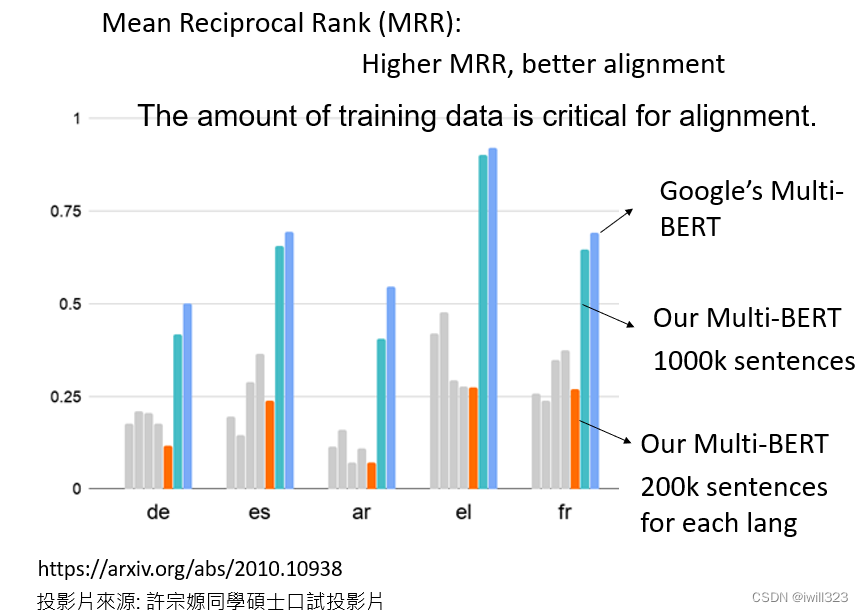 Mean Reciprocal Rank (MRR):
Higher MRR, better alignment
The amount of training data is critical for alignment.
1
0.75
0.5
0.25
0
de
es
ar
el
fr
Google's Multi-
BERT
Our Multi-BERT
1000k sentences
Our Multi-BERT
200k sentences
for each lang
https://arxiv.org/abs/2010.10938
投影片來源: 許宗嫄同學碩士口試投影片
CSDN @iwill323